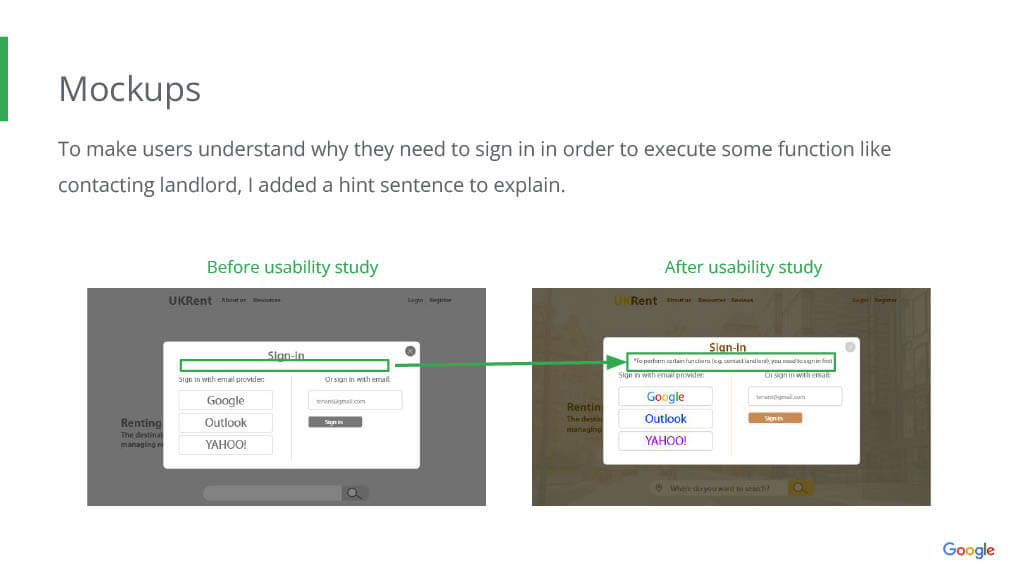 Mockups
To make users understand why they need to sign in in order to execute some function like
contacting landlord, I added a hint sentence to explain.
Before usability study
After usability study
UKRent About us Resources Login Register
Sign-in
Sign in with email provider:
Or sign in with email:
Google
Outlook
YAHOO!
tenant@gmail.com
Sign in
Renting
The destina
managing
UKRent About us Resources Reviews Login Register
Sign-in
*To perform certain functions (e.g. contact landlord), you need to sign in first
Sign in with email provider:
Or sign in with email:
Google
Outlook
YAHOO!
tenant@gmail.com
Sign in
Rentin
The destina
managing
Where do you want to search?
Google